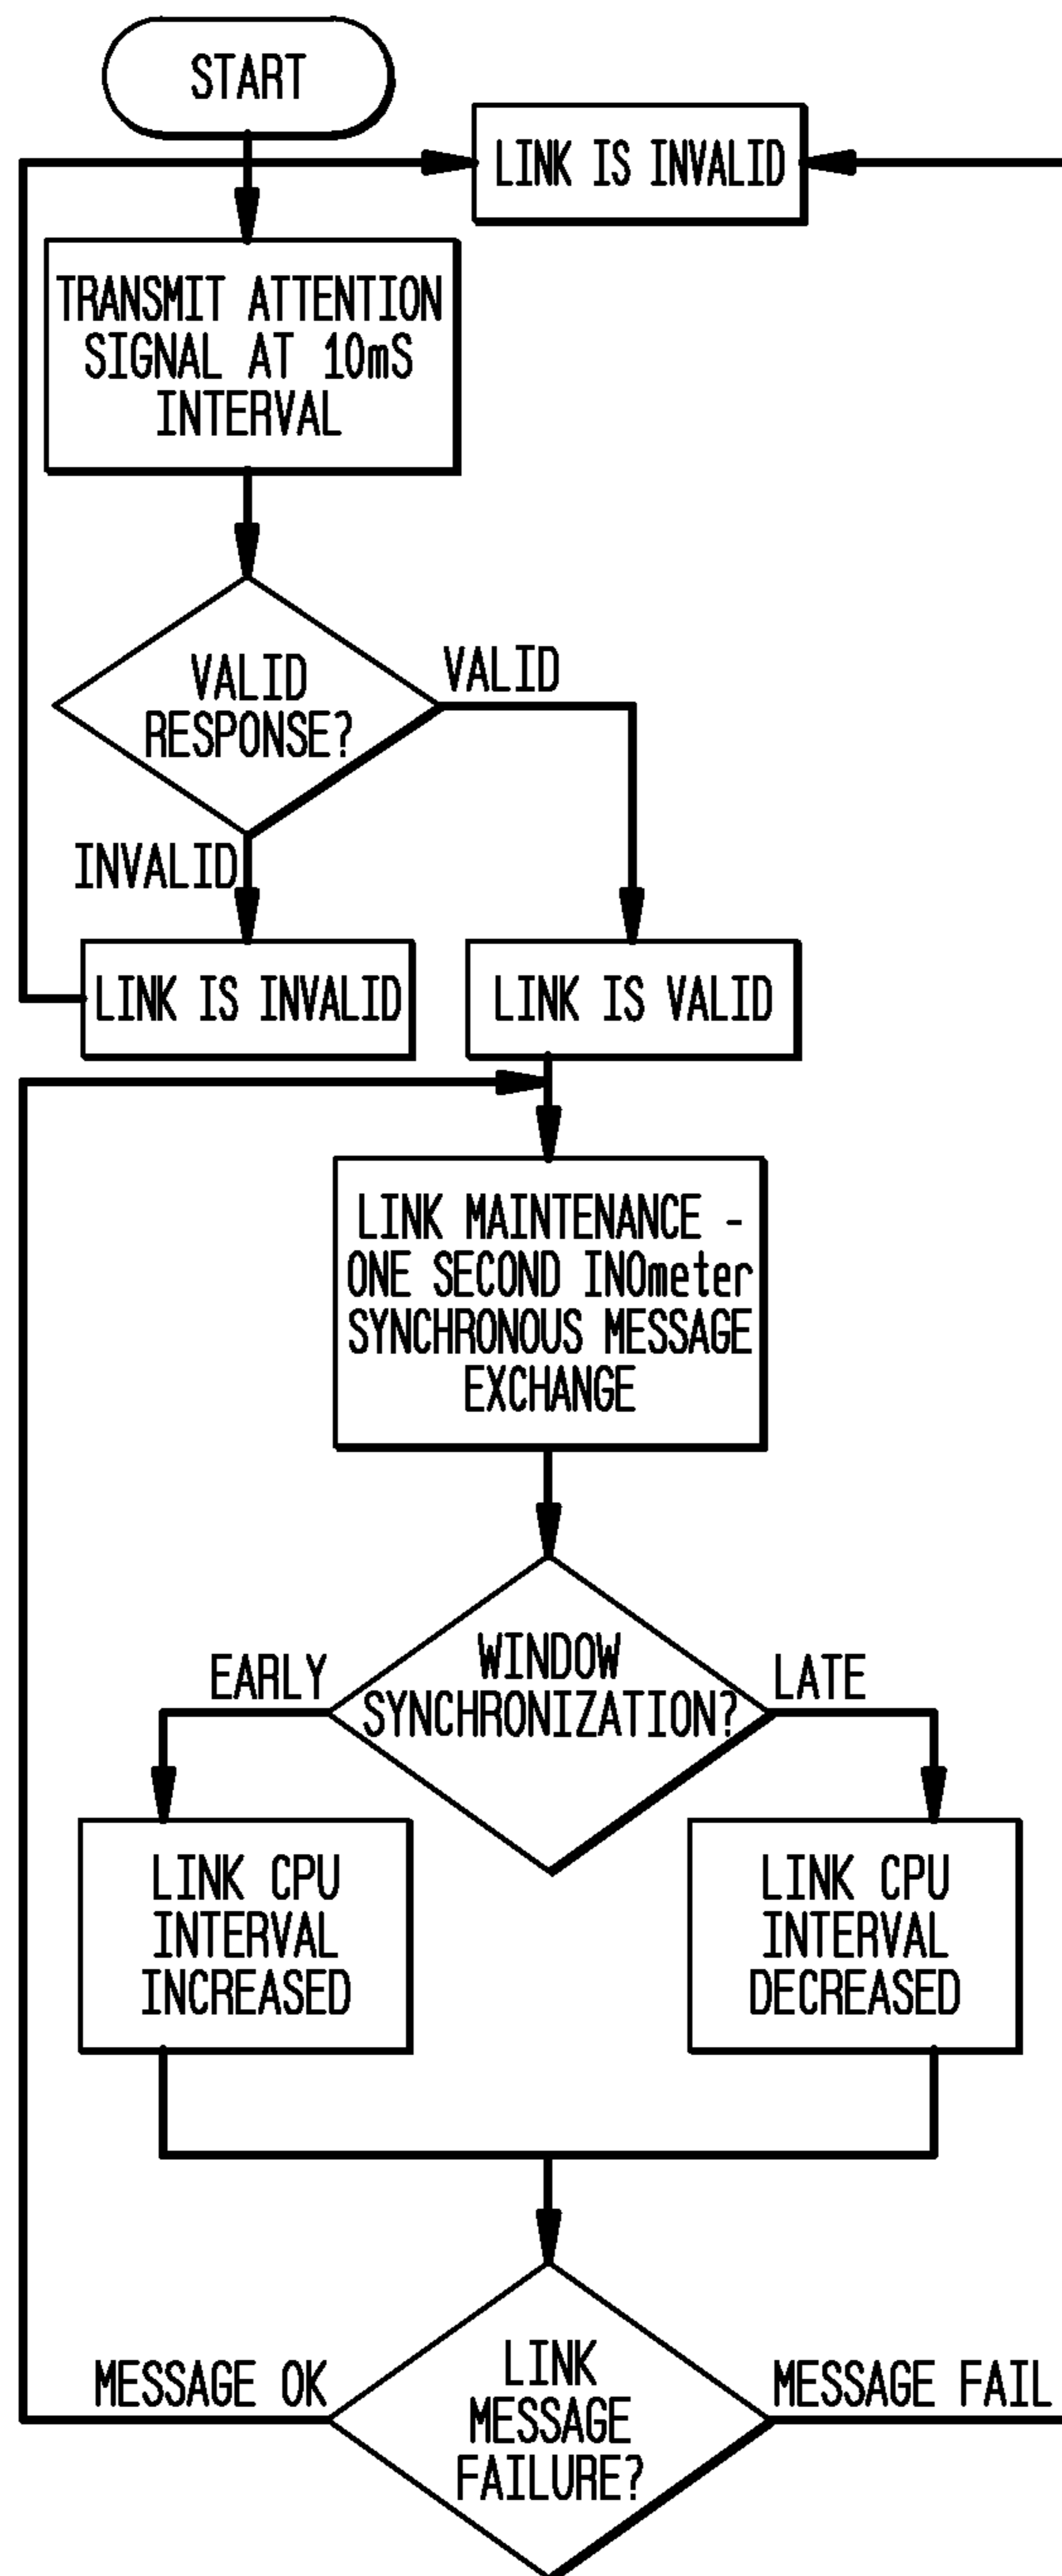 START
LINK IS INVALID
TRANSMIT ATTENTION
SIGNAL AT 10mS
INTERVAL
VALID
RESPONSE?
VALID
INVALID
LINK IS INVALID
LINK IS VALID
LINK MAINTENANCE -
ONE SECOND INOmeter
SYNCHRONOUS MESSAGE
EXCHANGE
WINDOW
SYNCHRONIZATION?
EARLY
LATE
LINK CPU
INTERVAL
INCREASED
LINK CPU
INTERVAL
DECREASED
LINK
MESSAGE
FAILURE?
MESSAGE OK
MESSAGE FAIL